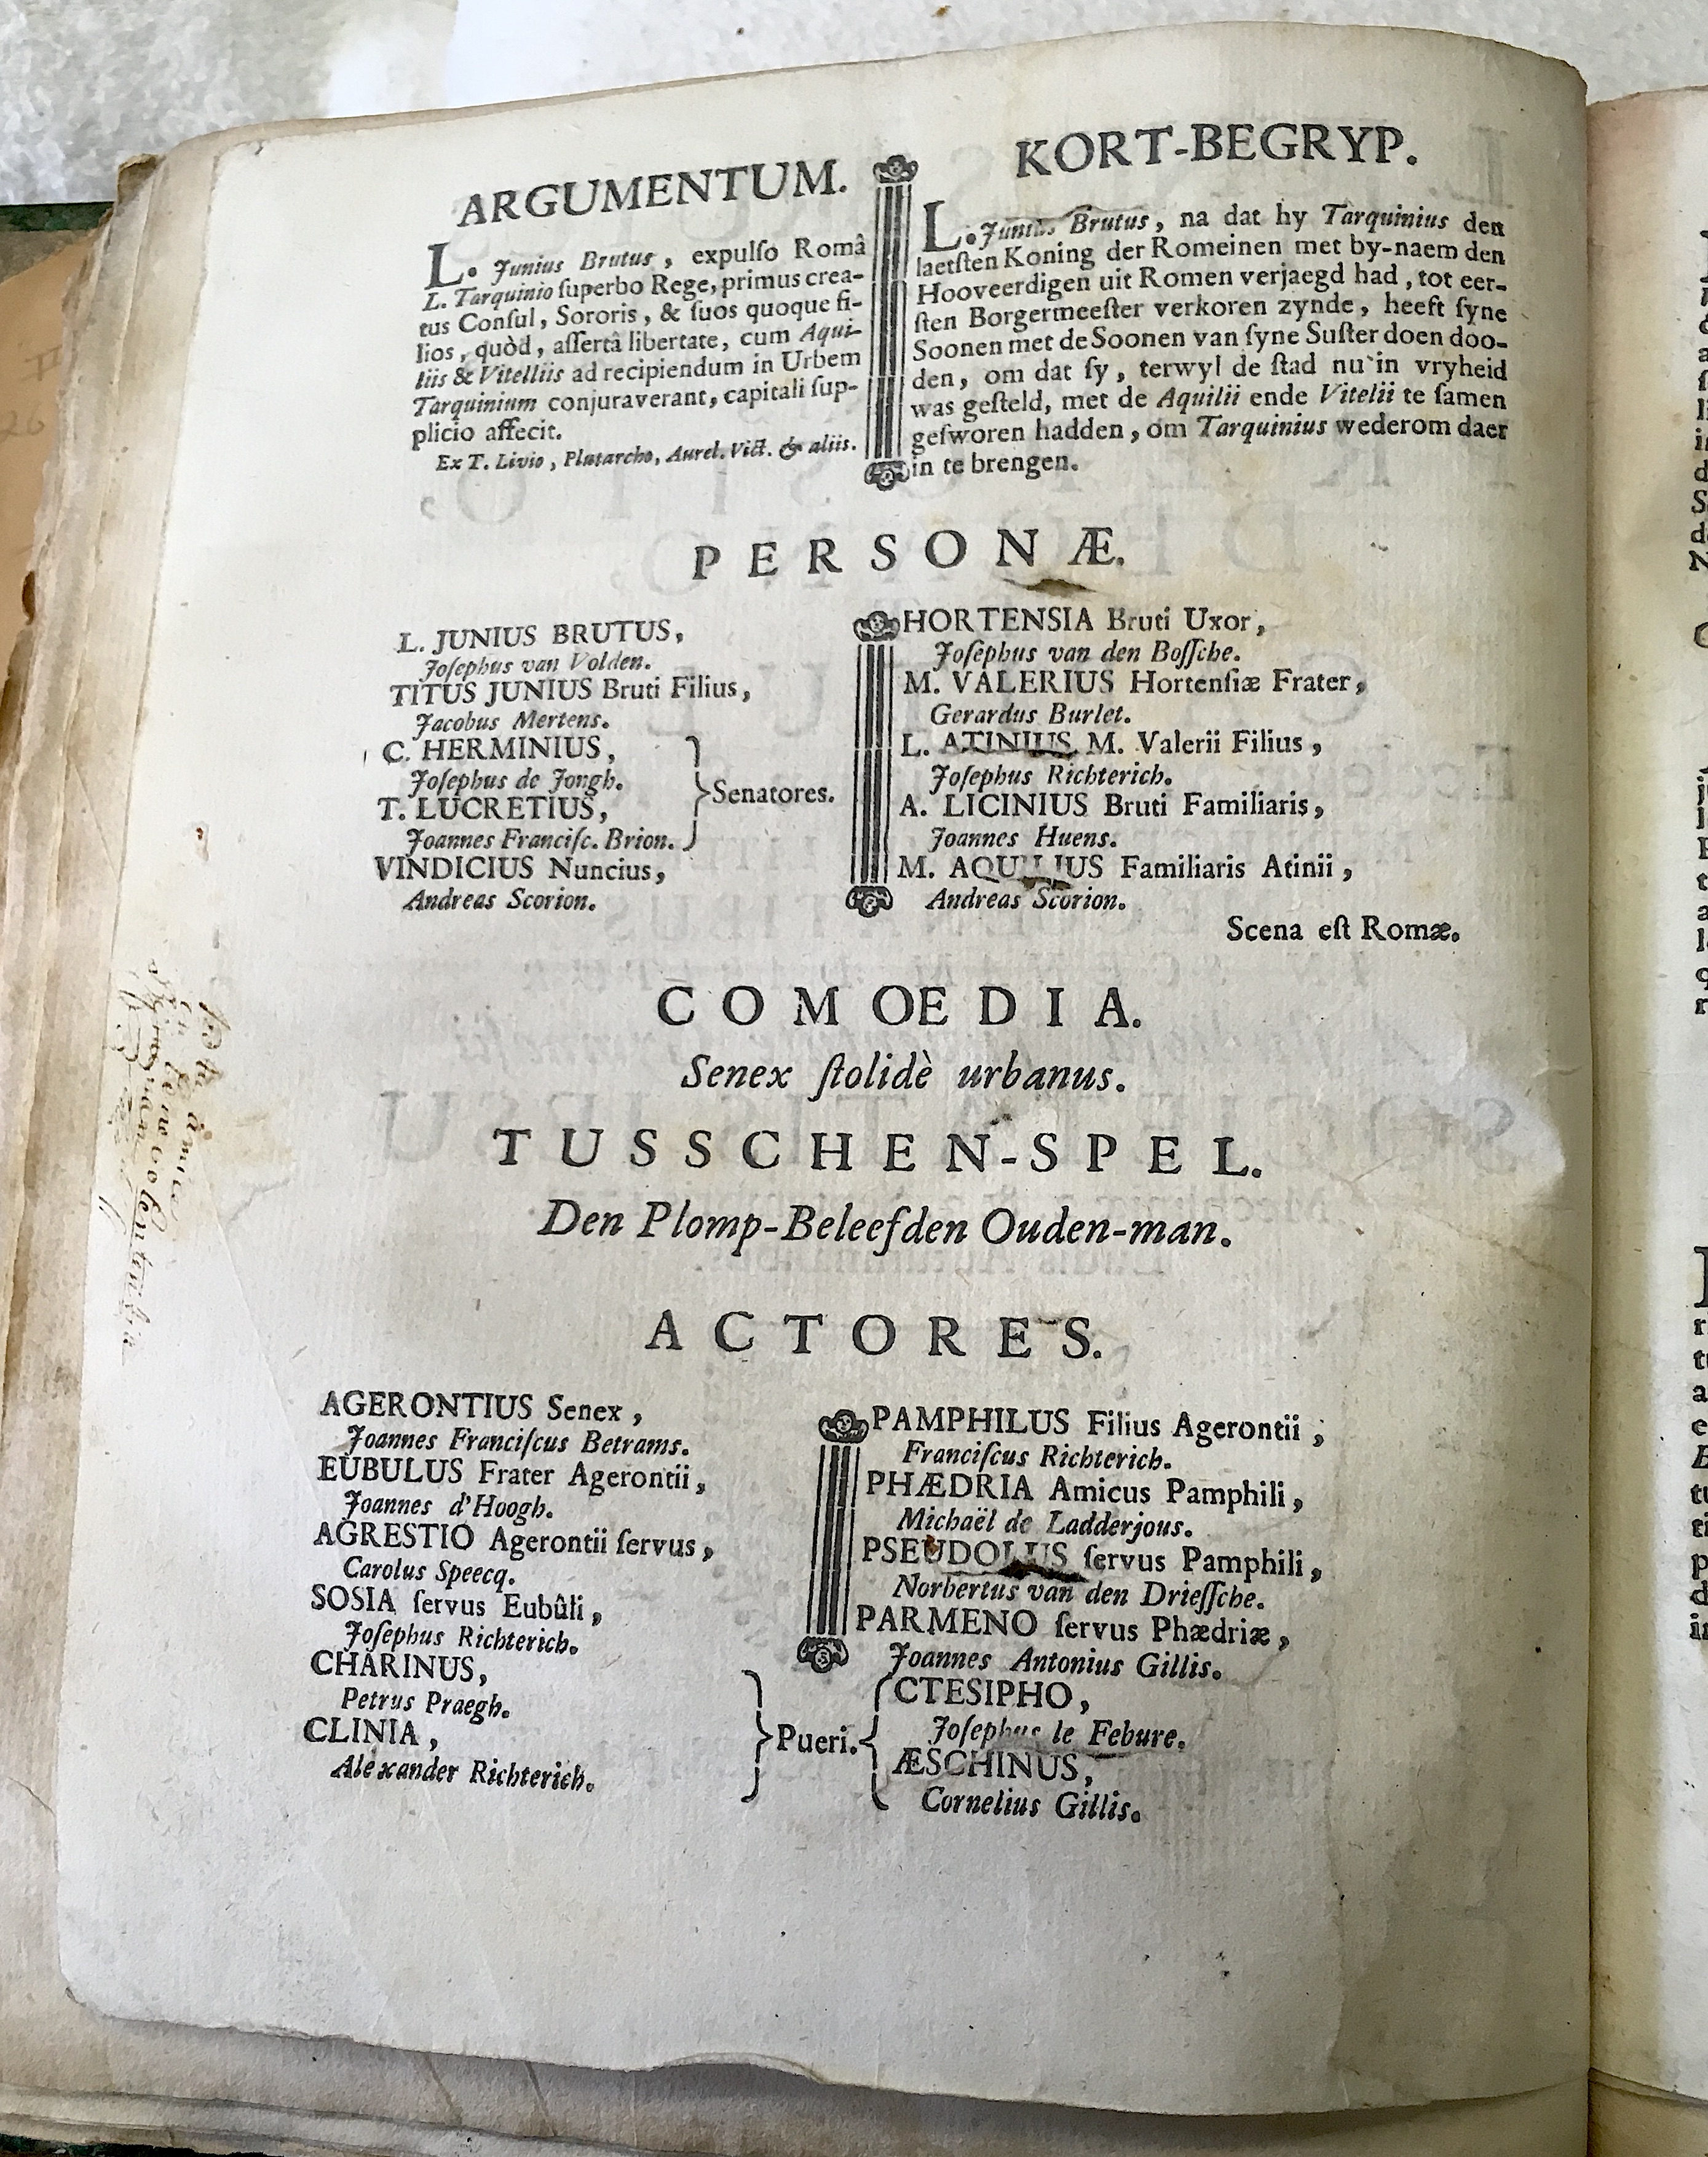 ARGUMENTUM.
L. Junius Brutus, expulſo Româ
L. Tarquinio ſuperbo Rege, primus crea-
tus Conſul, Sororis, & ſuos quoque fi-
lios, quòd, aſſertâ libertate, cum Aqui-
liis & Vitelliis ad recipiendum in Urbem
Tarquinium conjuraverant, capitali ſup-
plicio affecit.
Ex T. Livio, Plutarcho, Aurel. Vict. & aliis.
KORT-BEGRYP.
L. Junius Brutus, na dat hy Tarquinius den
laetſten Koning der Romeinen met by-naem den
Hooveerdigen uit Romen verjaegd had, tot eer-
ſten Borgermeeſter verkoren zynde, heeft ſyne
Soonen met de Soonen van ſyne Suſter doen doo-
den, om dat ſy, terwyl de ſtad nu in vryheid
was geſteld, met de Aquilii ende Vitelii te ſamen
geſworen hadden, om Tarquinius wederom daer
in te brengen.
PERSONÆ.
L. JUNIUS BRUTUS,
Joſephus van Volden.
TITUS JUNIUS Bruti Filius,
Jacobus Mertens.
C. HERMINIUS,
Joſephus de Jongh.
T. LUCRETIUS,
Joannes Franciſc. Brion.
Senatores.
VINDICIUS Nuncius,
Andreas Scorion.
HORTENSIA Bruti Uxor,
Joſephus van den Boſſche.
M. VALERIUS Hortenſiæ Frater,
Gerardus Burlet.
L. ATINIUS M. Valerii Filius,
Joſephus Richterich.
A. LICINIUS Bruti Familiaris,
Joannes Huens.
M. AQUILIUS Familiaris Atinii,
Andreas Scorion.
Scena eſt Romæ.
COMOEDIA.
Senex ſtolidè urbanus.
TUSSCHEN-SPEL.
Den Plomp-Beleefden Ouden-man.
ACTORES.
AGERONTIUS Senex,
Joannes Franciſcus Betrams.
EUBULUS Frater Agerontii,
Joannes d'Hoogh.
AGRESTIO Agerontii ſervus,
Carolus Speecq.
SOSIA ſervus Eubûli,
Joſephus Richterich.
CHARINUS,
Petrus Praegh.
CLINIA,
Alexander Richterich.
Pueri.
PAMPHILUS Filius Agerontii,
Franciſcus Richterich.
PHÆDRIA Amicus Pamphili,
Michaël de Ladderjous.
PSEUDOLUS ſervus Pamphili,
Norbertus van den Drieſſche.
PARMENO ſervus Phædriæ,
Joannes Antonius Gillis.
CTESIPHO,
Joſephus le Febure.
ÆSCHINUS,
Cornelius Gillis.